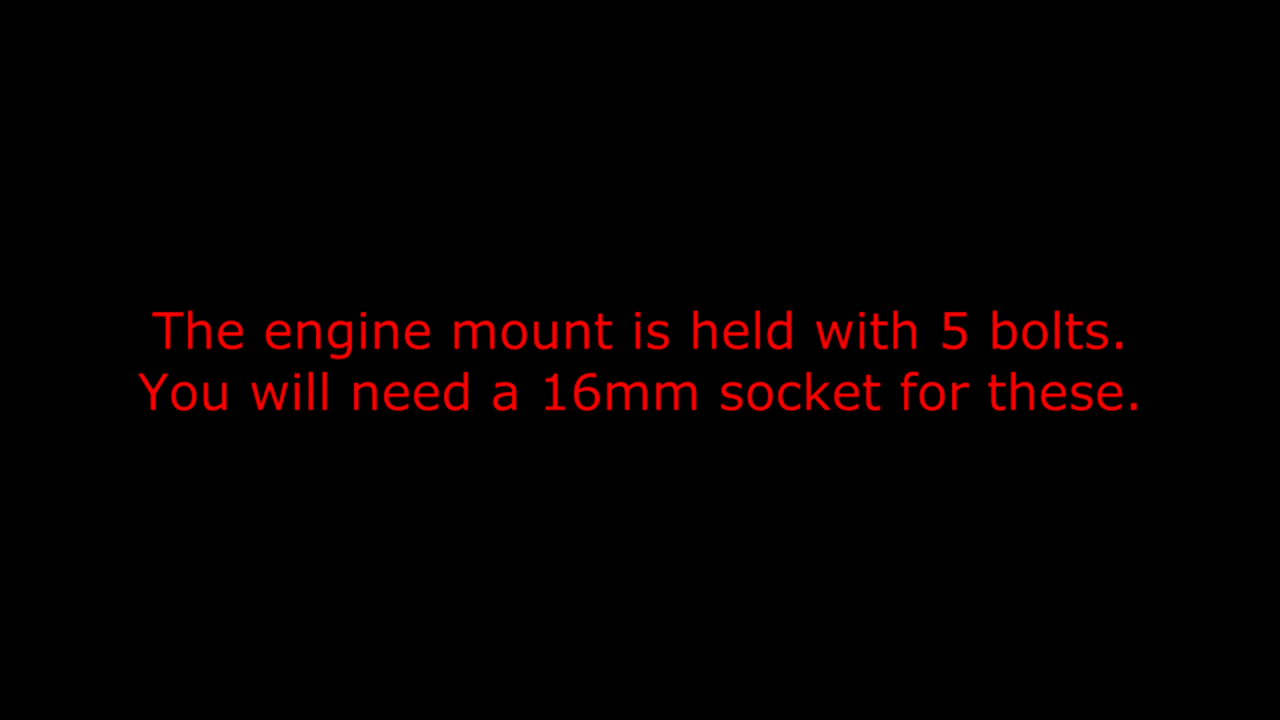 The engine mount is held with 5 bolts.
You will need a 16mm socket for these.